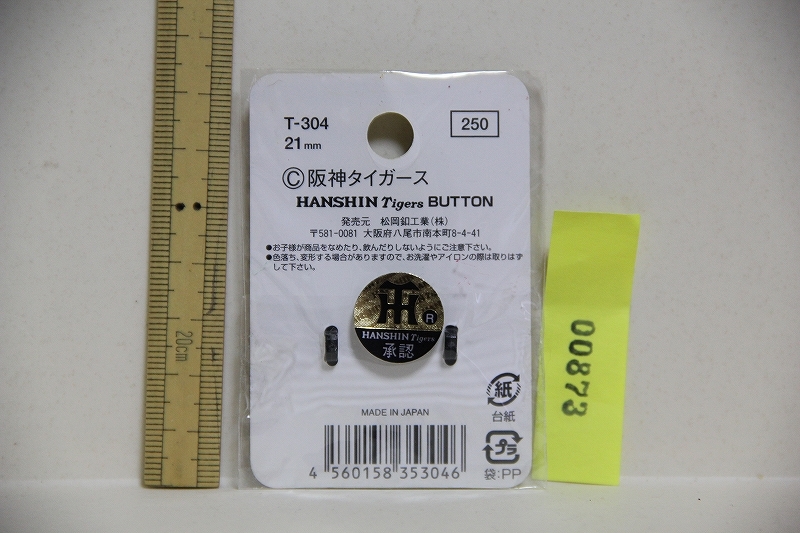 T-304
21mm
250
Ⓒ阪神タイガース
HANSHIN Tigers BUTTON
発売元 松岡釦工業(株)
〒581-0081 大阪府八尾市南本町8-4-41
●お子様が商品をなめたり、飲んだりしないようにご注意下さい。
●色落ち、変形する場合がありますので、お洗濯やアイロンの際は取りはずして下さい。
R
HANSHIN Tigers
承認
MADE IN JAPAN
紙
台紙
プラ
袋:PP
4 560158 353046
20cm
00873